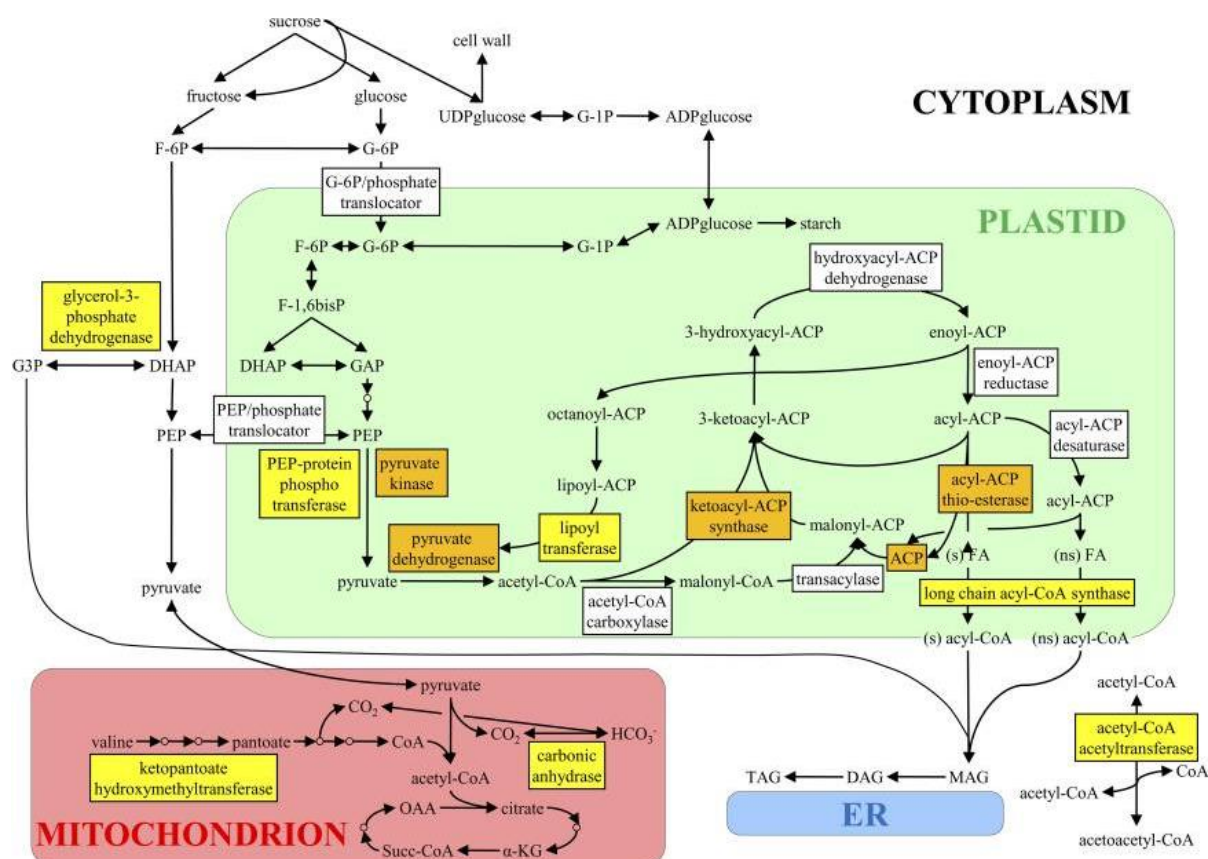 sucrose
cell wall
fructose
glucose
UDPglucose
G-1P
ADPglucose
CYTOPLASM
F-6P
G-6P
G-6P/phosphate
translocator
ADPglucose
starch
PLASTID
F-6P
G-6P
G-1P
hydroxyacyl-ACP
dehydrogenase
glycerol-3-
phosphate
dehydrogenase
F-1,6bisP
3-hydroxyacyl-ACP
enoyl-ACP
G3P
DHAP
DHAP
GAP
enoyl-ACP
reductase
PEP/phosphate
translocator
octanoyl-ACP
3-ketoacyl-ACP
acyl-ACP
acyl-ACP
desaturase
PEP
PEP
PEP-protein
phospho
transferase
pyruvate
kinase
lipoyl-ACP
ketoacyl-ACP
synthase
acyl-ACP
thio-esterase
acyl-ACP
pyruvate
dehydrogenase
lipoyl
transferase
malonyl-ACP
ACP
(s) FA
(ns) FA
pyruvate
pyruvate
acetyl-CoA
malonyl-CoA
transacylase
long chain acyl-CoA synthase
acetyl-CoA
carboxylase
(s) acyl-CoA
(ns) acyl-CoA
pyruvate
CO2
valine
pantoate
CoA
CO2
HCO3-
ketopantoate
hydroxymethyltransferase
carbonic
anhydrase
acetyl-CoA
acetyl-CoA
acetyl-CoA
acetyltransferase
CoA
acetyl-CoA
acetoacetyl-CoA
TAG
DAG
MAG
OAA
citrate
ER
MITOCHONDRION
Succ-CoA
α-KG